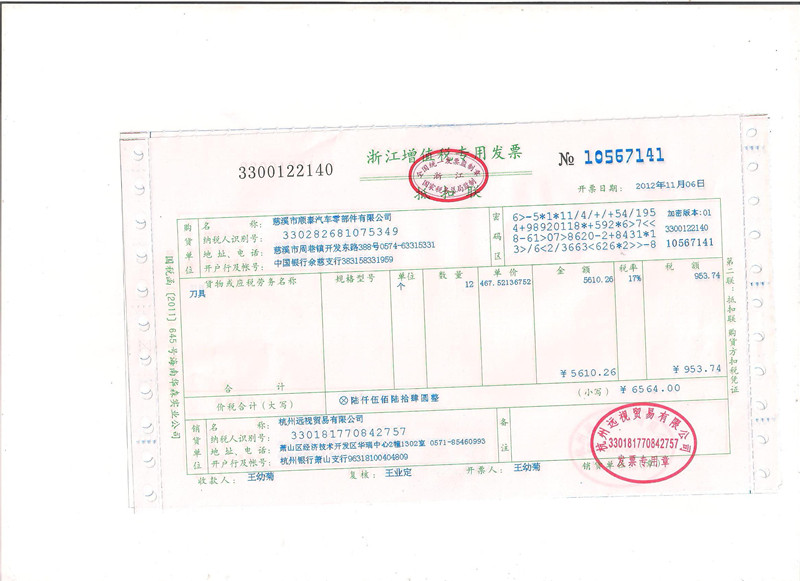 浙江增值税专用发票
3300122140
№ 10567141
全国统一发票监制章
浙江
国家税务总局监制
抵扣联
开票日期: 2012年11月06日
购货单位
名称: 慈溪市顺泰汽车零部件有限公司
纳税人识别号: 330282681075349
地址、电话: 慈溪市周巷镇开发东路388号0574-63315331
开户行及帐号: 中国银行余慈支行383158331959
密码区
6>-5*1*11/4/+/+54/195
4+98920118*+592*6>7<<
8-61>07>8620-2+8431*1
3>/6<2/3663<626*2>>-8
加密版本:01
3300122140
10567141
货物或应税劳务名称 规格型号 单位 数量 单价 金额 税率 税额
刀具 个 12 467.52136752 5610.26 17% 953.74
合计 ¥5610.26 ¥953.74
价税合计(大写) ⊗陆仟伍佰陆拾肆圆整 (小写) ¥6564.00
销货单位
名称: 杭州远视贸易有限公司
纳税人识别号: 330181770842757
地址、电话: 萧山区经济技术开发区华瑞中心2幢1502室 0571-85460993
开户行及帐号: 杭州银行萧山支行96318100404809
备注
收款人: 王幼菊 复核: 王业定 开票人: 王幼菊 销货单位:
杭州远视贸易有限公司
330181770842757
发票专用章
国税函[2011]645号海南华森实业公司
第二联:抵扣联 购货方扣税凭证